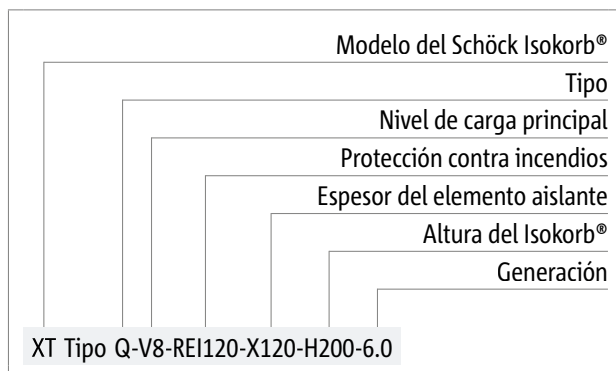 Modelo del Schöck Isokorb®
Tipo
Nivel de carga principal
Protección contra incendios
Espesor del elemento aislante
Altura del Isokorb®
Generación
XT Tipo Q-V8-REI120-X120-H200-6.0